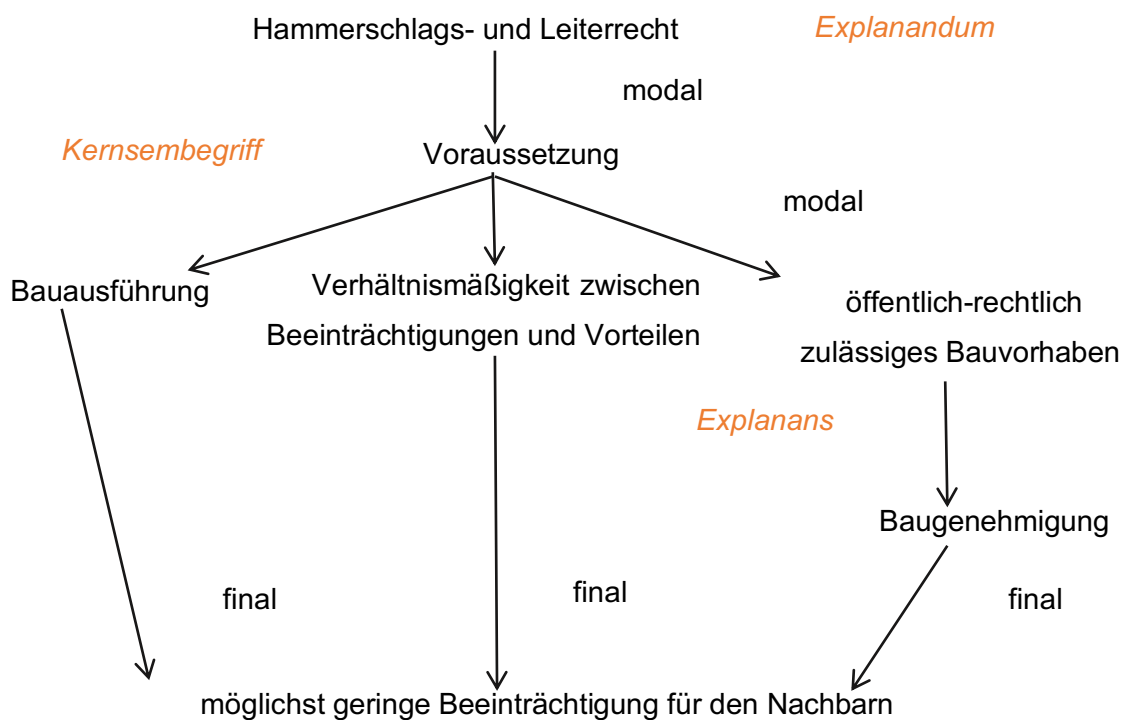 Hammerschlags- und Leiterrecht
Explanandum
modal
Kernsembegriff
Voraussetzung
modal
Bauausführung
Verhältnismäßigkeit zwischen
Beeinträchtigungen und Vorteilen
öffentlich-rechtlich
zulässiges Bauvorhaben
Explanans
Baugenehmigung
final
final
final
möglichst geringe Beeinträchtigung für den Nachbarn